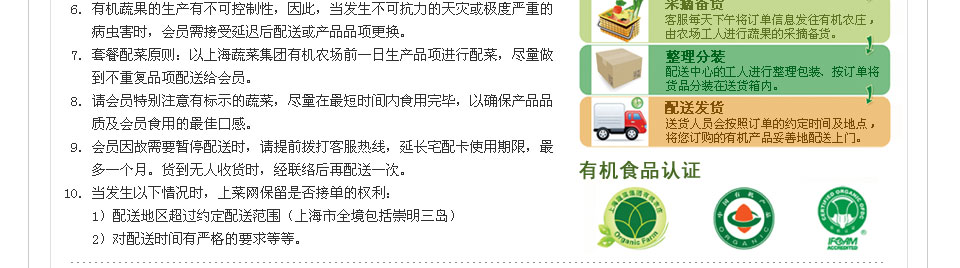 6. 有机蔬果的生产有不可控制性，因此，当发生不可抗力的天灾或极度严重的
病虫害时，会员需接受延迟后配送或产品品项更换。
7. 套餐配菜原则：以上海蔬菜集团有机农场前一日生产品项进行配菜，尽量做
到不重复品项配送给会员。
8. 请会员特别注意有标示的蔬菜，尽量在最短时间内食用完毕，以确保产品品
质及会员食用的最佳口感。
9. 会员因故需要暂停配送时，请提前拨打客服热线，延长宅配卡使用期限，最
多一个月。货到无人收货时，经联络后再配送一次。
10. 当发生以下情况时，上菜网保留是否接单的权利：
1）配送地区超过约定配送范围（上海市全境包括崇明三岛）
2）对配送时间有严格的要求等等。
采摘备货
客服每天下午将订单信息发往有机农庄，
由农场工人进行蔬果的采摘备货。
整理分装
配送中心的工人进行整理包装、按订单将
货品分装在送货箱内。
配送发货
送货人员会按照订单的约定时间及地点，
将您订购的有机产品妥善地配送上门。
有机食品认证
Organic Farm
中国有机产品
ORGANIC
CERTIFIED ORGANIC
IFOAM
ACCREDITED